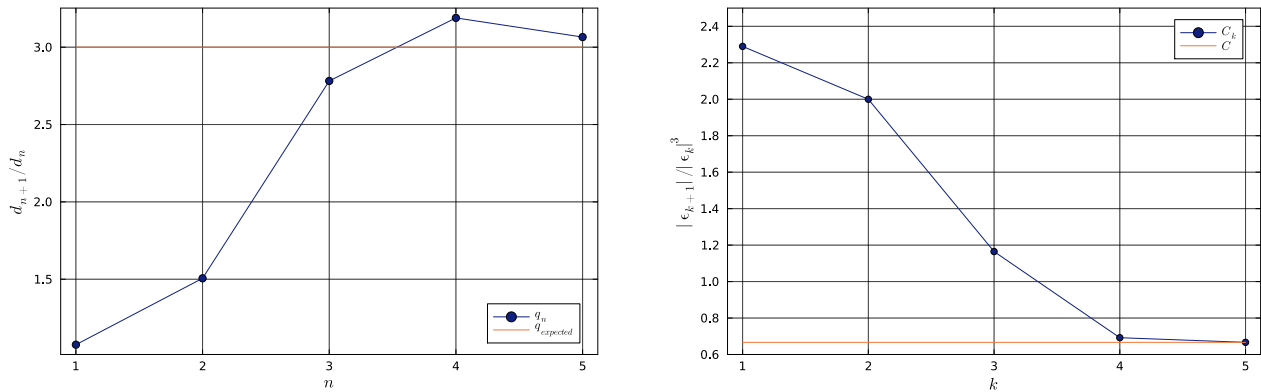 3.0
2.5
2.0
1.5
d_{n+1}/d_n
1 2 3 4 5
n
q_n
q_{expected}
2.4
2.2
2.0
1.8
1.6
1.4
1.2
1.0
0.8
0.6
|ϵ_{k+1}|/|ϵ_k|^3
1 2 3 4 5
k
C_k
C